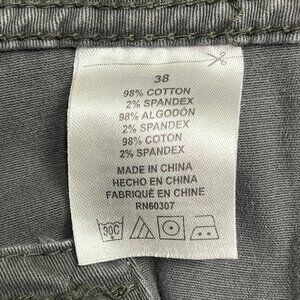 38
98% COTTON
2% SPANDEX
98% ALGODÓN
2% SPANDEX
98% COTON
2% SPANDEX
MADE IN CHINA
HECHO EN CHINA
FABRIQUÉ EN CHINE
RN60307
30C